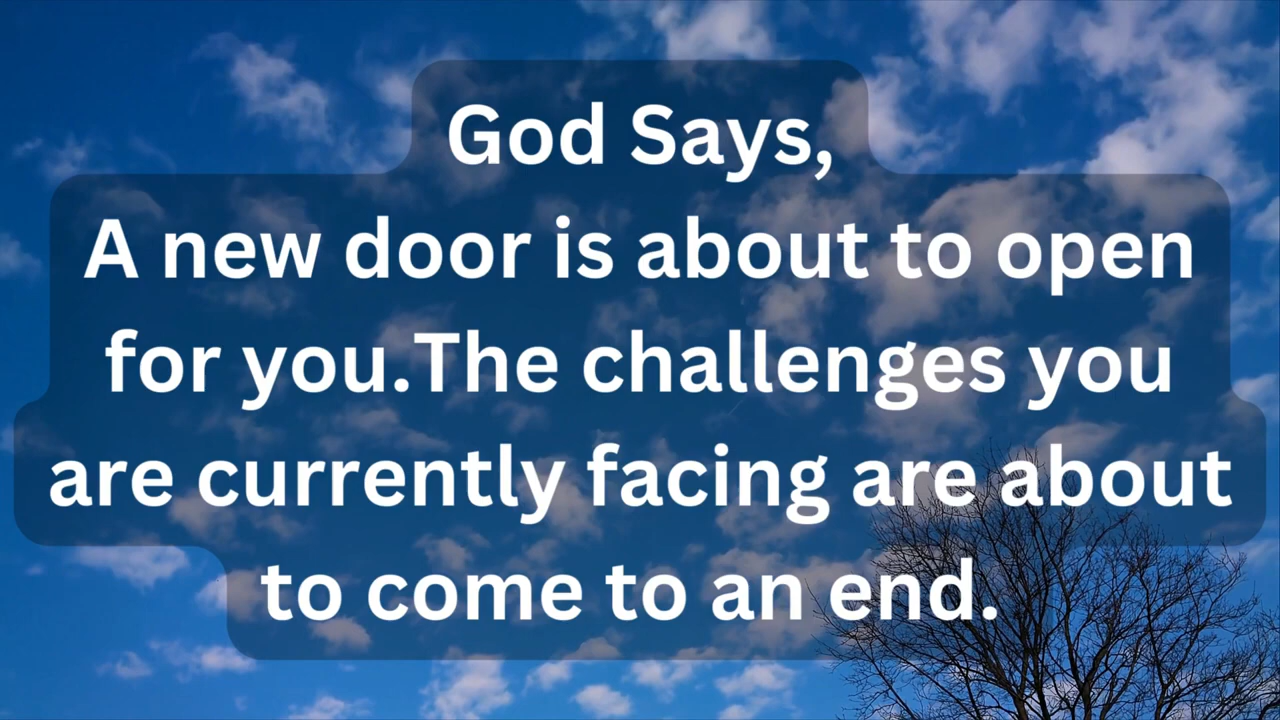 God Says,
A new door is about to open
for you.The challenges you
are currently facing are about
to come to an end.